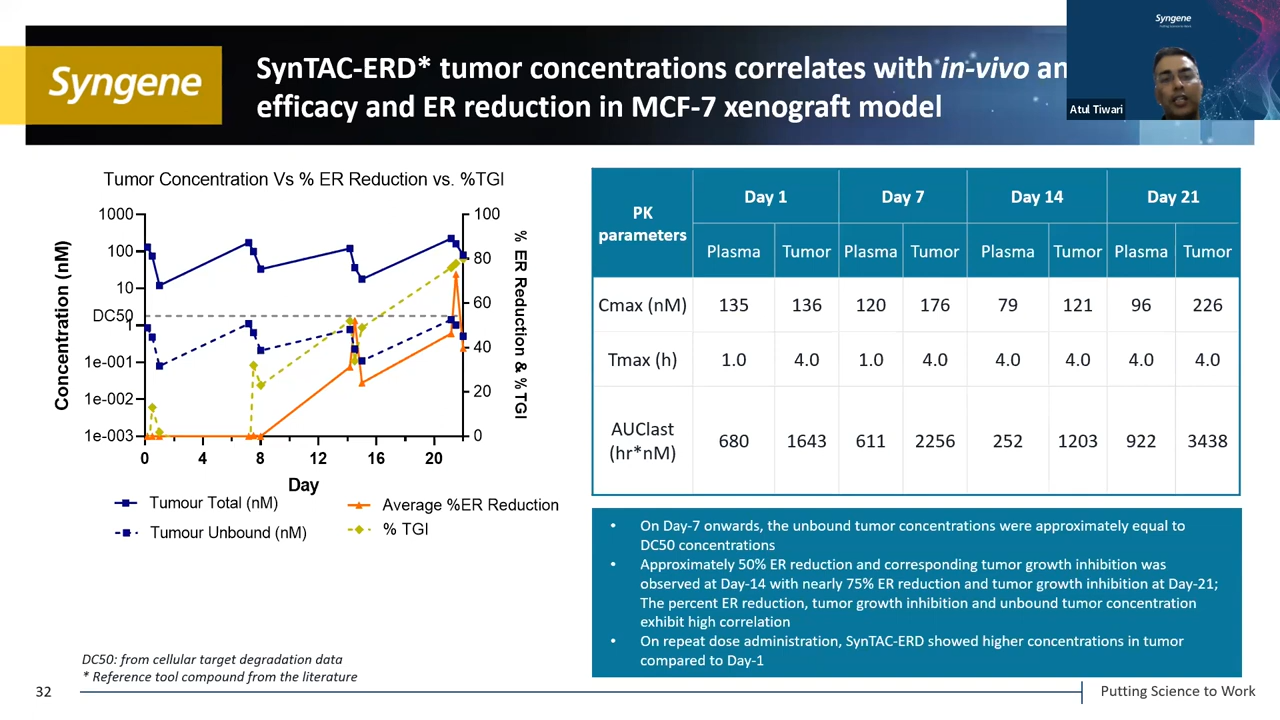 Syngene
SynTAC-ERD* tumor concentrations correlates with in-vivo an
efficacy and ER reduction in MCF-7 xenograft model
Syngene
Atul Tiwari
Tumor Concentration Vs % ER Reduction vs. %TGI
Concentration (nM)
1000
100
10
DC50
1
1e-001
1e-002
1e-003
100
80
60
40
20
0
% ER Reduction & %TGI
0 4 8 12 16 20
Day
Tumour Total (nM)
Average %ER Reduction
Tumour Unbound (nM)
% TGI
PK parameters Day 1 Day 7 Day 14 Day 21
Plasma Tumor Plasma Tumor Plasma Tumor Plasma Tumor
Cmax (nM) 135 136 120 176 79 121 96 226
Tmax (h) 1.0 4.0 1.0 4.0 4.0 4.0 4.0 4.0
AUClast (hr*nM) 680 1643 611 2256 252 1203 922 3438
• On Day-7 onwards, the unbound tumor concentrations were approximately equal to
DC50 concentrations
• Approximately 50% ER reduction and corresponding tumor growth inhibition was
observed at Day-14 with nearly 75% ER reduction and tumor growth inhibition at Day-21;
The percent ER reduction, tumor growth inhibition and unbound tumor concentration
exhibit high correlation
• On repeat dose administration, SynTAC-ERD showed higher concentrations in tumor
compared to Day-1
DC50: from cellular target degradation data
* Reference tool compound from the literature
32
Putting Science to Work